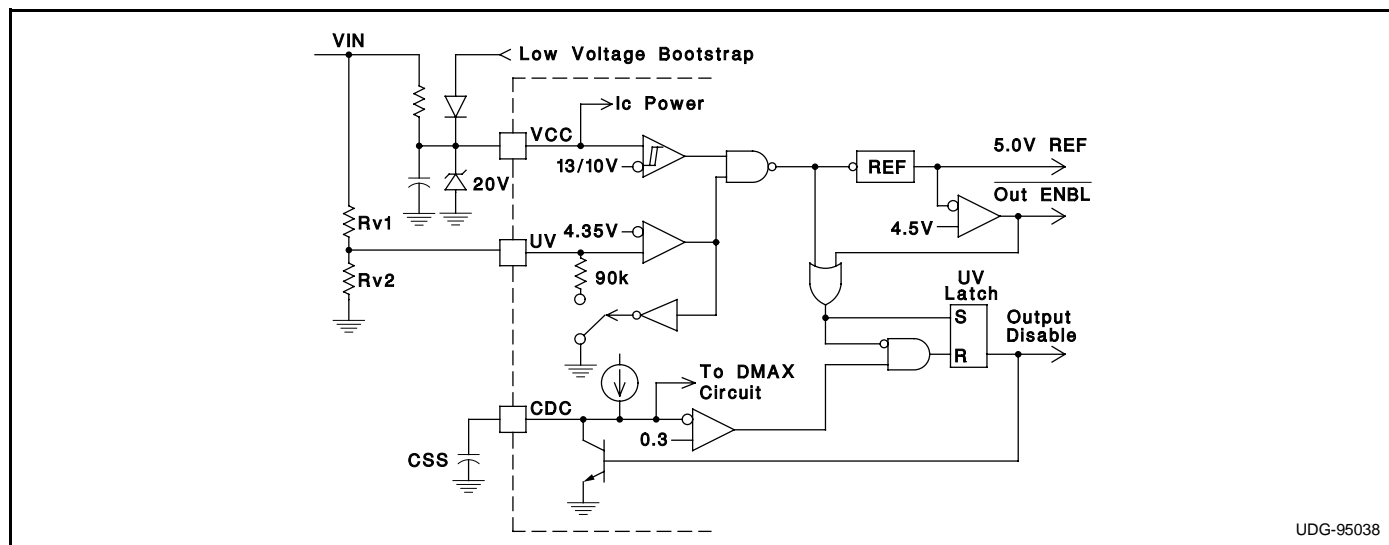 VIN
Low Voltage Bootstrap
Ic Power
VCC
13/10V
20V
REF
5.0V REF
Out ENBL
4.5V
Rv1
4.35V
UV
90k
Rv2
UV
Latch
S
R
Output
Disable
To DMAX
Circuit
CDC
0.3
CSS
UDG-95038